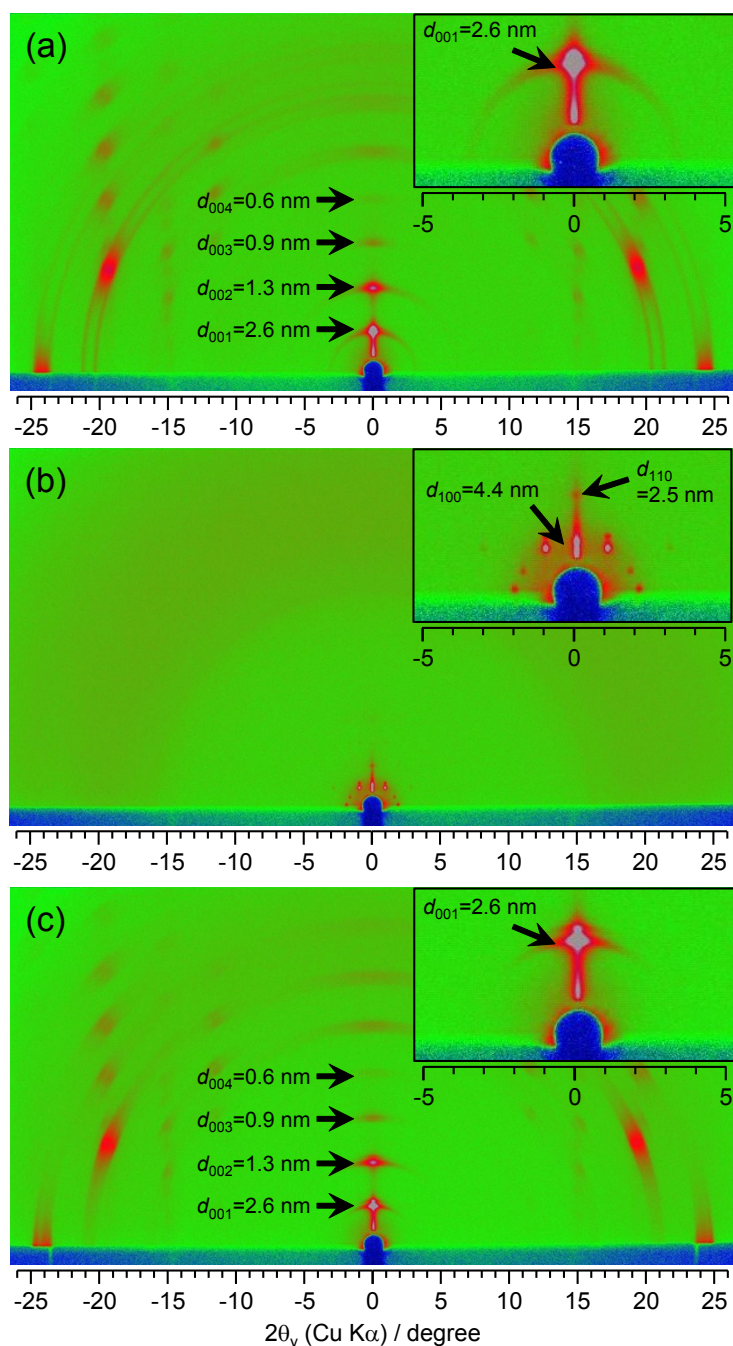 (a)
d001=2.6 nm
-5 0 5
d004=0.6 nm
d003=0.9 nm
d002=1.3 nm
d001=2.6 nm
-25 -20 -15 -10 -5 0 5 10 15 20 25
(b)
d100=4.4 nm
d110
=2.5 nm
-5 0 5
-25 -20 -15 -10 -5 0 5 10 15 20 25
(c)
d001=2.6 nm
-5 0 5
d004=0.6 nm
d003=0.9 nm
d002=1.3 nm
d001=2.6 nm
-25 -20 -15 -10 -5 0 5 10 15 20 25
2θv (Cu Kα) / degree